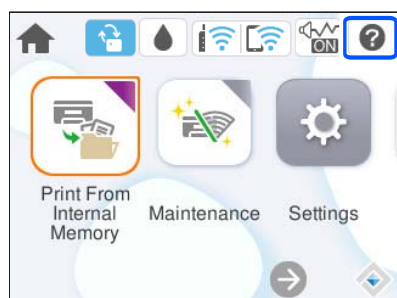 ON
?
Print From
Internal
Memory
Maintenance
Settings